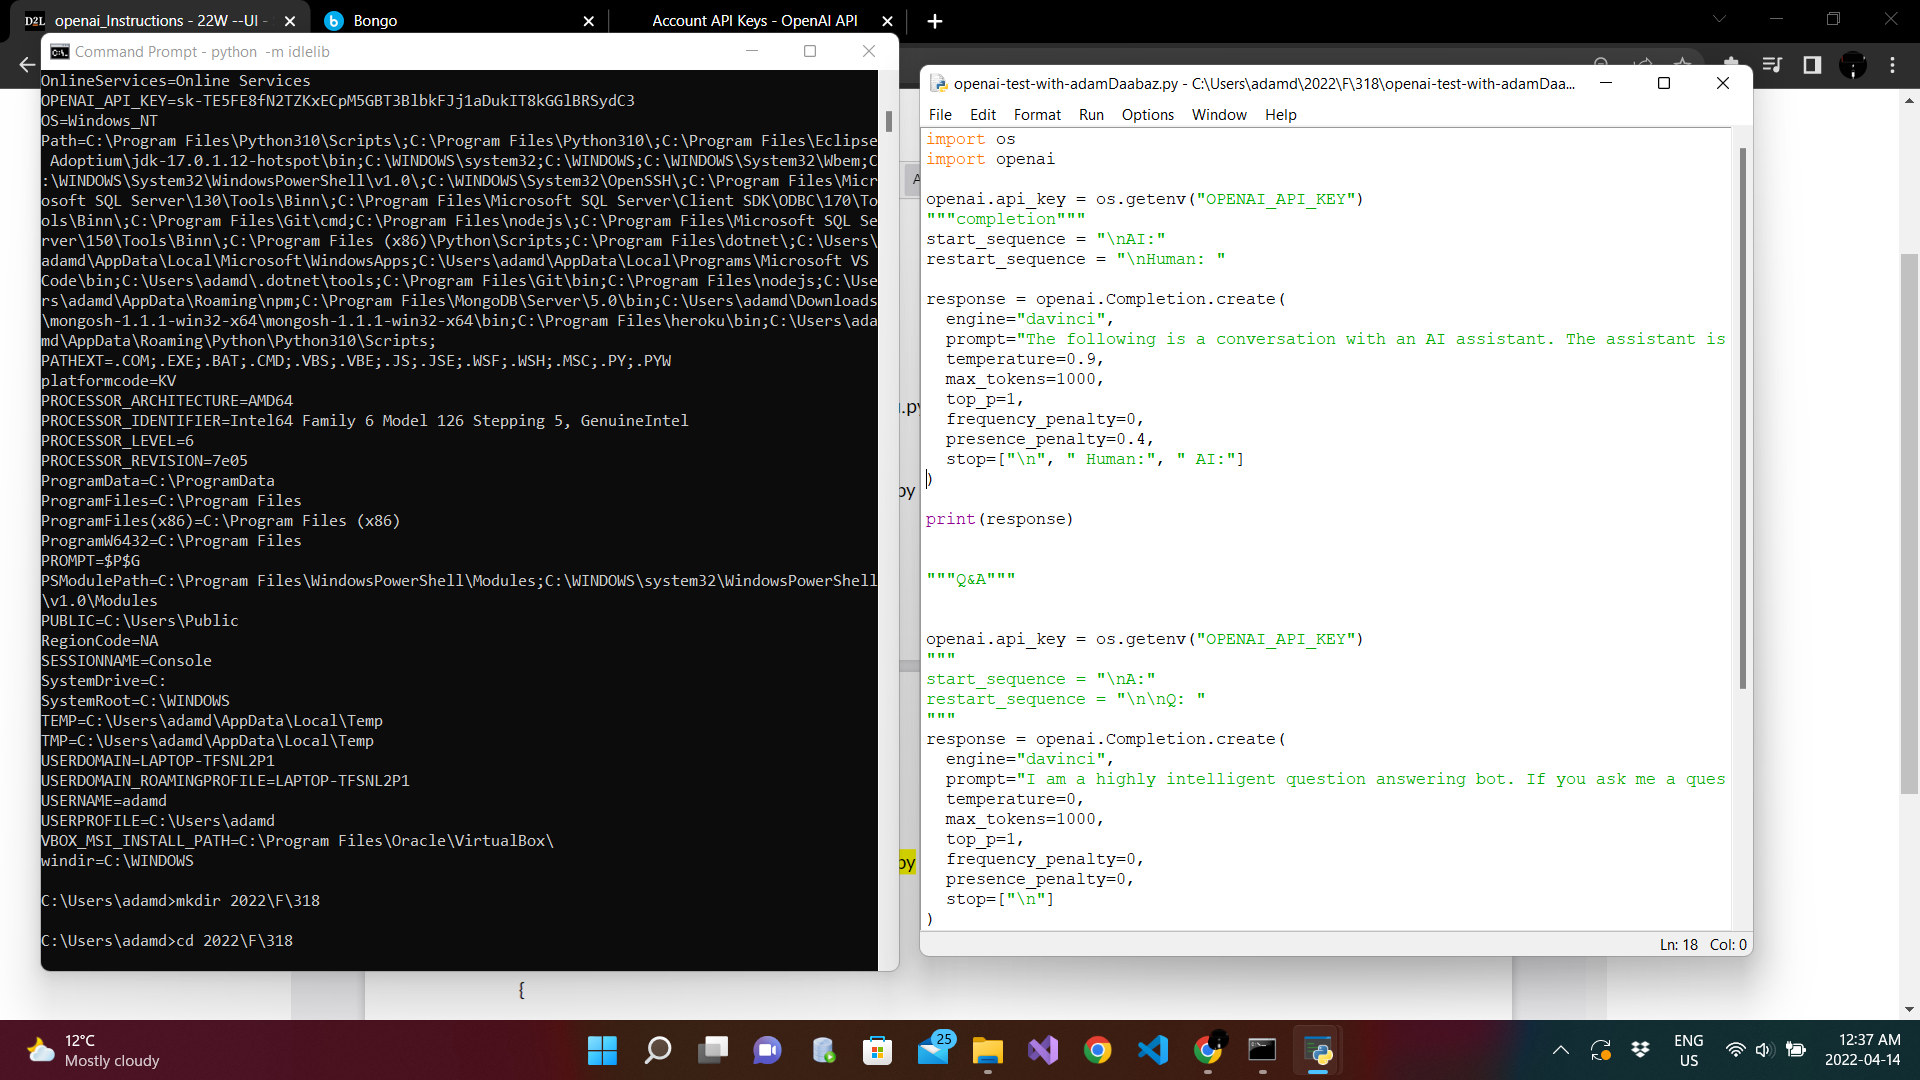 openai_Instructions - 22W --UI -
Bongo
Account API Keys - OpenAI API
Command Prompt - python -m idlelib
OnlineServices=Online Services
OPENAI_API_KEY=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
OS=Windows_NT
Path=C:\Program Files\Python310\Scripts\;C:\Program Files\Python310\;C:\Program Files\Eclipse
Adoptium\jdk-17.0.1.12-hotspot\bin;C:\WINDOWS\system32;C:\WINDOWS;C:\WINDOWS\System32\Wbem;C
:\WINDOWS\System32\WindowsPowerShell\v1.0\;C:\WINDOWS\System32\OpenSSH\;C:\Program Files\Micr
osoft SQL Server\130\Tools\Binn\;C:\Program Files\Microsoft SQL Server\Client SDK\ODBC\170\To
ols\Binn\;C:\Program Files\Git\cmd;C:\Program Files\nodejs\;C:\Program Files\Microsoft SQL Se
rver\150\Tools\Binn\;C:\Program Files (x86)\Python\Scripts;C:\Program Files\dotnet\;C:\Users\
adamd\AppData\Local\Microsoft\WindowsApps;C:\Users\adamd\AppData\Local\Programs\Microsoft VS
Code\bin;C:\Users\adamd\.dotnet\tools;C:\Program Files\Git\bin;C:\Program Files\nodejs;C:\Use
rs\adamd\AppData\Roaming\npm;C:\Program Files\MongoDB\Server\5.0\bin;C:\Users\adamd\Downloads
\mongosh-1.1.1-win32-x64\mongosh-1.1.1-win32-x64\bin;C:\Program Files\heroku\bin;C:\Users\ada
md\AppData\Roaming\Python\Python310\Scripts;
PATHEXT=.COM;.EXE;.BAT;.CMD;.VBS;.VBE;.JS;.JSE;.WSF;.WSH;.MSC;.PY;.PYW
platformcode=KV
PROCESSOR_ARCHITECTURE=AMD64
PROCESSOR_IDENTIFIER=Intel64 Family 6 Model 126 Stepping 5, GenuineIntel
PROCESSOR_LEVEL=6
PROCESSOR_REVISION=7e05
ProgramData=C:\ProgramData
ProgramFiles=C:\Program Files
ProgramFiles(x86)=C:\Program Files (x86)
ProgramW6432=C:\Program Files
PROMPT=$P$G
PSModulePath=C:\Program Files\WindowsPowerShell\Modules;C:\WINDOWS\system32\WindowsPowerShell
\v1.0\Modules
PUBLIC=C:\Users\Public
RegionCode=NA
SESSIONNAME=Console
SystemDrive=C:
SystemRoot=C:\WINDOWS
TEMP=C:\Users\adamd\AppData\Local\Temp
TMP=C:\Users\adamd\AppData\Local\Temp
USERDOMAIN=LAPTOP-TFSNL2P1
USERDOMAIN_ROAMINGPROFILE=LAPTOP-TFSNL2P1
USERNAME=adamd
USERPROFILE=C:\Users\adamd
VBOX_MSI_INSTALL_PATH=C:\Program Files\Oracle\VirtualBox\
windir=C:\WINDOWS
C:\Users\adamd>mkdir 2022\F\318
C:\Users\adamd>cd 2022\F\318
openai-test-with-adamDaabaz.py - C:\Users\adamd\2022\F\318\openai-test-with-adamDaa...
File Edit Format Run Options Window Help
import os
import openai
openai.api_key = os.getenv("OPENAI_API_KEY")
"""completion"""
start_sequence = "\nAI:"
restart_sequence = "\nHuman: "
response = openai.Completion.create(
engine="davinci",
prompt="The following is a conversation with an AI assistant. The assistant is
temperature=0.9,
max_tokens=1000,
top_p=1,
frequency_penalty=0,
presence_penalty=0.4,
stop=["\n", " Human:", " AI:"]
)
print(response)
"""Q&A"""
openai.api_key = os.getenv("OPENAI_API_KEY")
"""
start_sequence = "\nA:"
restart_sequence = "\n\nQ: "
"""
response = openai.Completion.create(
engine="davinci",
prompt="I am a highly intelligent question answering bot. If you ask me a ques
temperature=0,
max_tokens=1000,
top_p=1,
frequency_penalty=0,
presence_penalty=0,
stop=["\n"]
)
Ln: 18 Col: 0
.py
py
py
{
12°C
Mostly cloudy
25
ENG
US
12:37 AM
2022-04-14